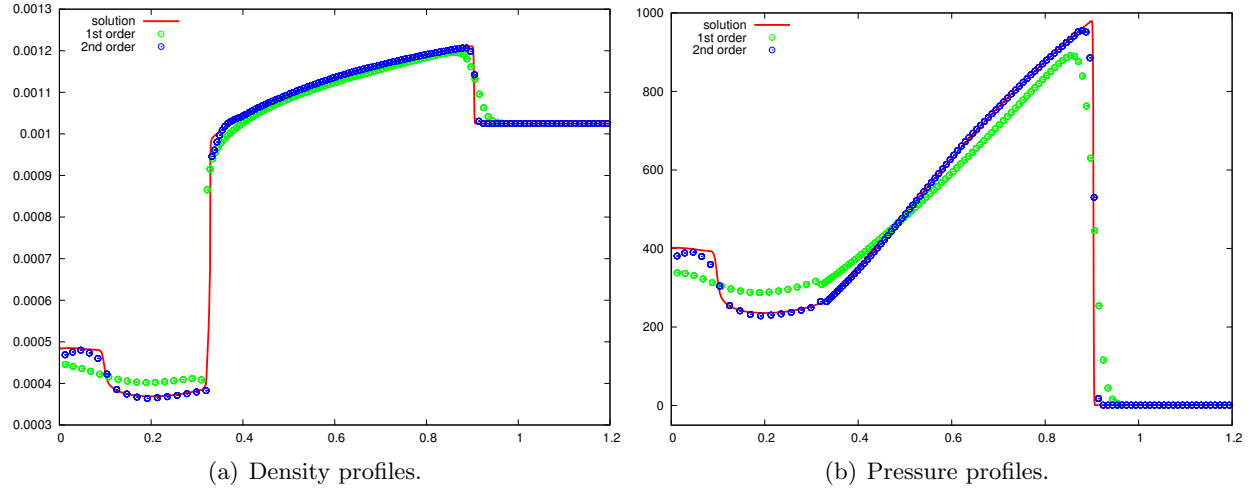 0.0013
0.0012
0.0011
0.001
0.0009
0.0008
0.0007
0.0006
0.0005
0.0004
0.0003
0 0.2 0.4 0.6 0.8 1 1.2
solution
1st order
2nd order
(a) Density profiles.
1000
800
600
400
200
0
0 0.2 0.4 0.6 0.8 1 1.2
solution
1st order
2nd order
(b) Pressure profiles.